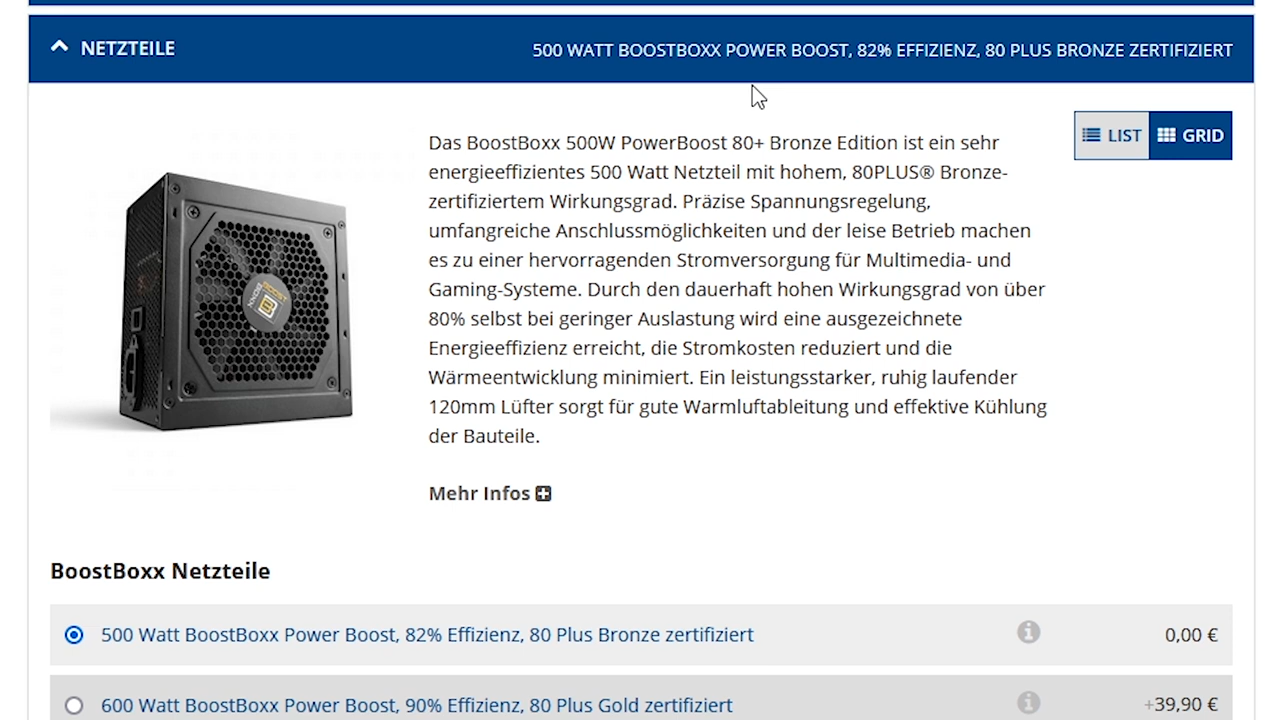 NETZTEILE
500 WATT BOOSTBOXX POWER BOOST, 82% EFFIZIENZ, 80 PLUS BRONZE ZERTIFIZIERT
LIST
GRID
Das BoostBoxx 500W PowerBoost 80+ Bronze Edition ist ein sehr
energieeffizientes 500 Watt Netzteil mit hohem, 80PLUS® Bronze-
zertifiziertem Wirkungsgrad. Präzise Spannungsregelung,
umfangreiche Anschlussmöglichkeiten und der leise Betrieb machen
es zu einer hervorragenden Stromversorgung für Multimedia- und
Gaming-Systeme. Durch den dauerhaft hohen Wirkungsgrad von über
80% selbst bei geringer Auslastung wird eine ausgezeichnete
Energieeffizienz erreicht, die Stromkosten reduziert und die
Wärmeentwicklung minimiert. Ein leistungsstarker, ruhig laufender
120mm Lüfter sorgt für gute Warmluftableitung und effektive Kühlung
der Bauteile.
BOOST
BOXX
B
Mehr Infos
BoostBoxx Netzteile
500 Watt BoostBoxx Power Boost, 82% Effizienz, 80 Plus Bronze zertifiziert
0,00 €
600 Watt BoostBoxx Power Boost, 90% Effizienz, 80 Plus Gold zertifiziert
+39,90 €